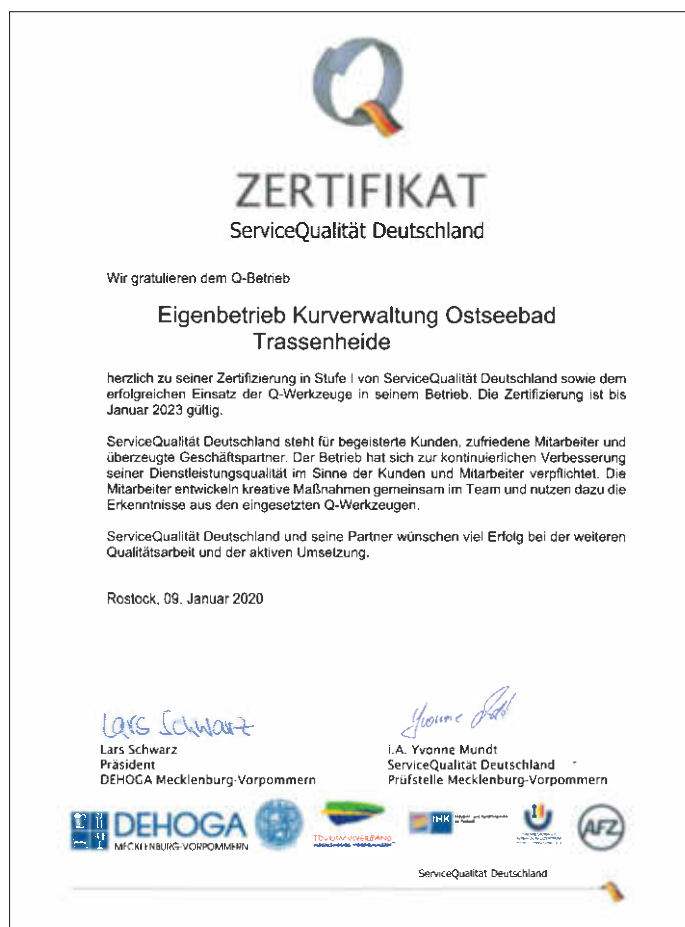 ZERTIFIKAT
ServiceQualität Deutschland
Wir gratulieren dem Q-Betrieb
Eigenbetrieb Kurverwaltung Ostseebad
Trassenheide
herzlich zu seiner Zertifizierung in Stufe I von ServiceQualität Deutschland sowie dem
erfolgreichen Einsatz der Q-Werkzeuge in seinem Betrieb. Die Zertifizierung ist bis
Januar 2023 gültig.
ServiceQualität Deutschland steht für begeisterte Kunden, zufriedene Mitarbeiter und
überzeugte Geschäftspartner. Der Betrieb hat sich zur kontinuierlichen Verbesserung
seiner Dienstleistungsqualität im Sinne der Kunden und Mitarbeiter verpflichtet. Die
Mitarbeiter entwickeln kreative Maßnahmen gemeinsam im Team und nutzen dazu die
Erkenntnisse aus den eingesetzten Q-Werkzeugen.
ServiceQualität Deutschland und seine Partner wünschen viel Erfolg bei der weiteren
Qualitätsarbeit und der aktiven Umsetzung.
Rostock, 09. Januar 2020
Lars Schwarz
Yvonne
Lars Schwarz
Präsident
DEHOGA Mecklenburg-Vorpommern
i.A. Yvonne Mundt
ServiceQualität Deutschland
Prüfstelle Mecklenburg-Vorpommern
DEHOGA
MECKLENBURG-VORPOMMERN
TOURISMUSVERBAND
IHK
AFZ
ServiceQualität Deutschland